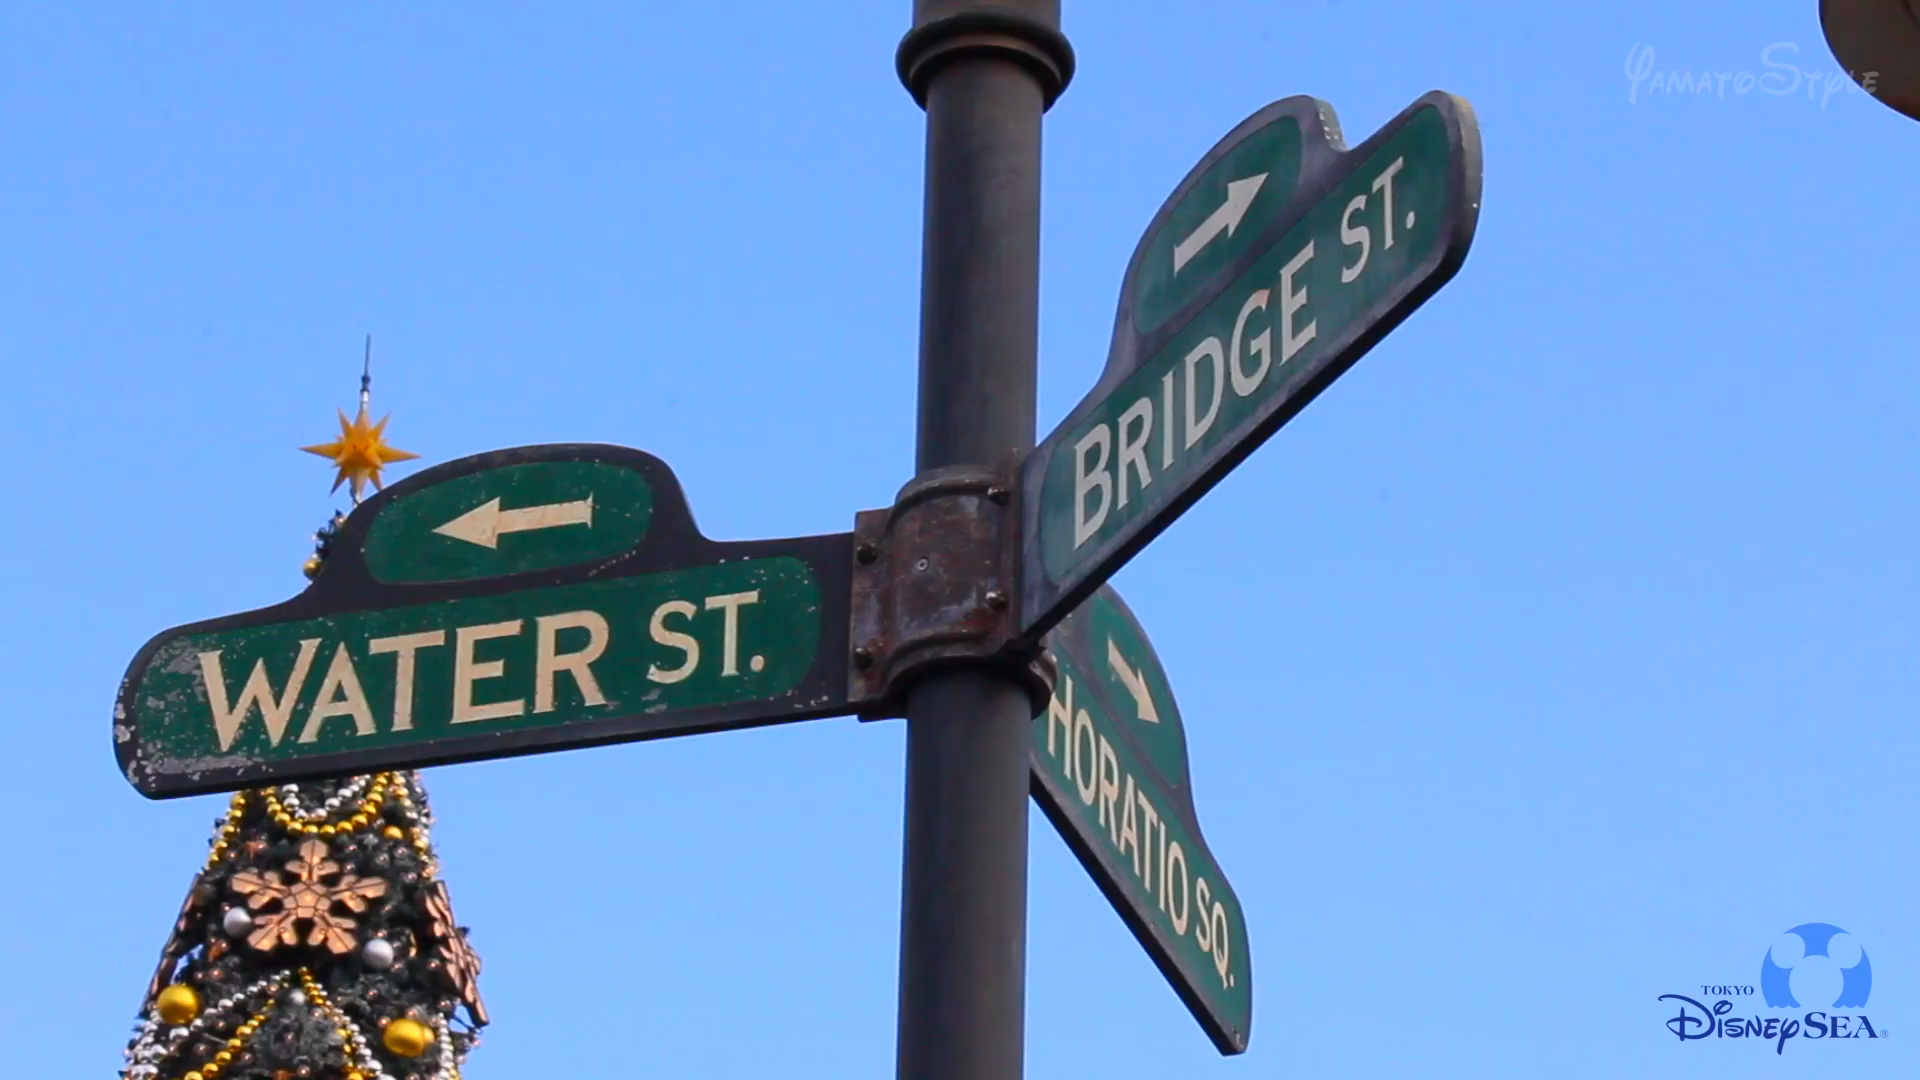 YAMATOSTYLE
BRIDGE ST.
WATER ST.
HORATIO SQ.
TOKYO
DISNEYSEA®